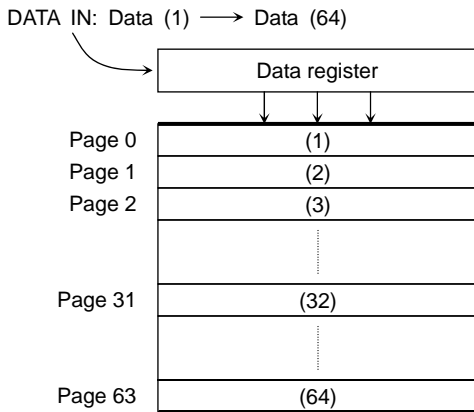 DATA IN: Data (1) ⟶ Data (64)
Data register
Page 0 (1)
Page 1 (2)
Page 2 (3)
Page 31 (32)
Page 63 (64)